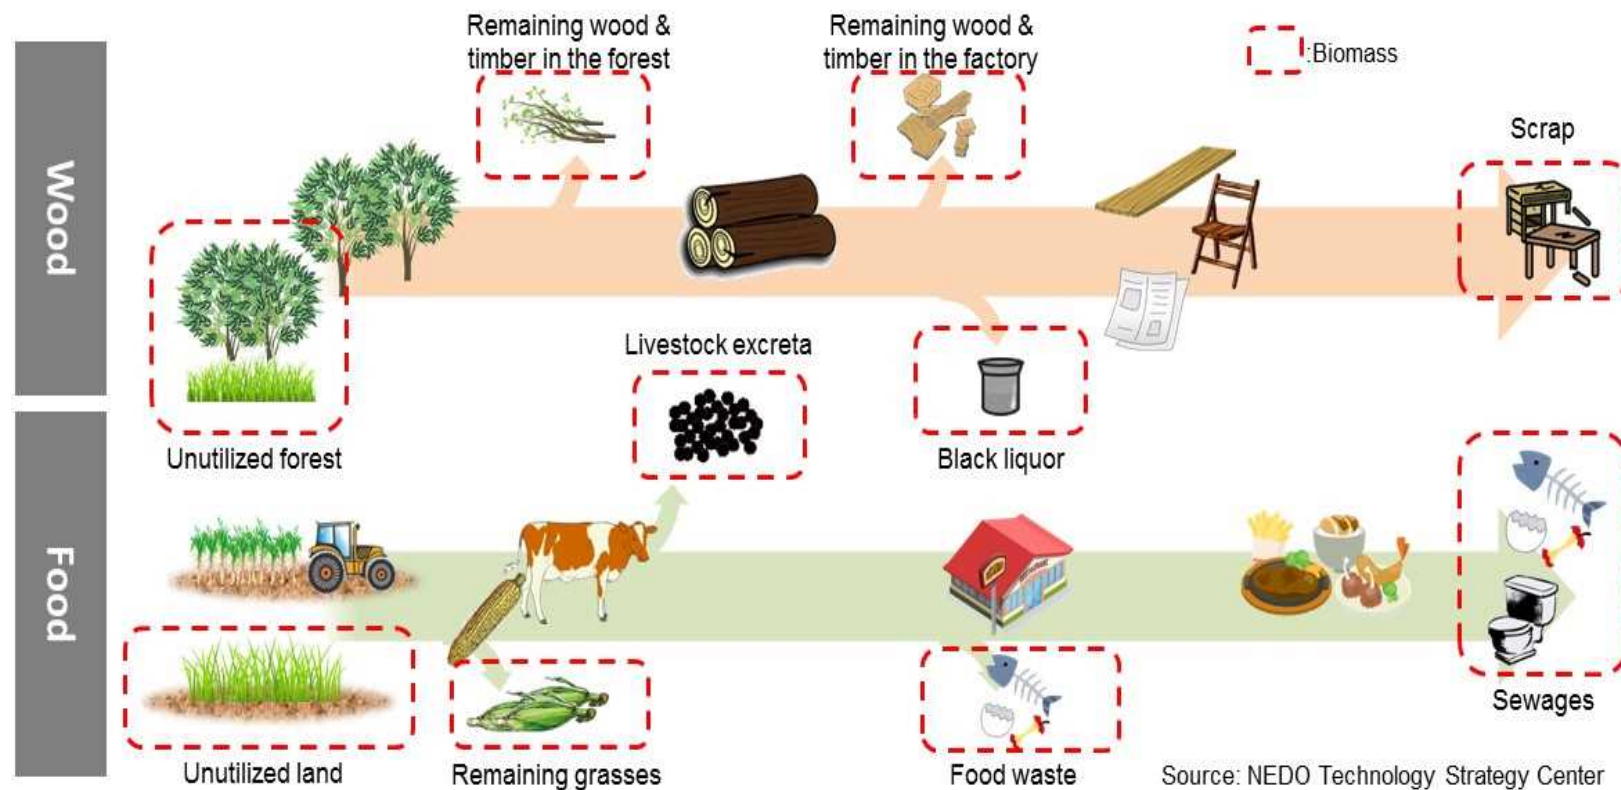 Remaining wood &
timber in the forest
Remaining wood &
timber in the factory
:Biomass
Scrap
Wood
Livestock excreta
Unutilized forest
Black liquor
Food
Sewages
Unutilized land
Remaining grasses
Food waste
Source: NEDO Technology Strategy Center